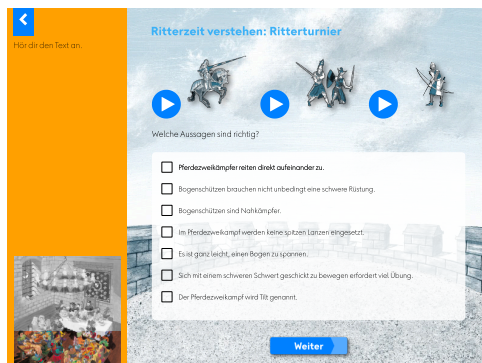 Hör dir den Text an.
Ritterzeit verstehen: Ritterturnier
Welche Aussagen sind richtig?
Pferdezweikämpfer reiten direkt aufeinander zu.
Bogenschützen brauchen nicht unbedingt eine schwere Rüstung.
Bogenschützen sind Nahkämpfer.
Im Pferdezweikampf werden keine spitzen Lanzen eingesetzt.
Es ist ganz leicht, einen Bogen zu spannen.
Sich mit einem schweren Schwert geschickt zu bewegen erfordert viel Übung.
Der Pferdezweikampf wird Tilt genannt.
Weiter